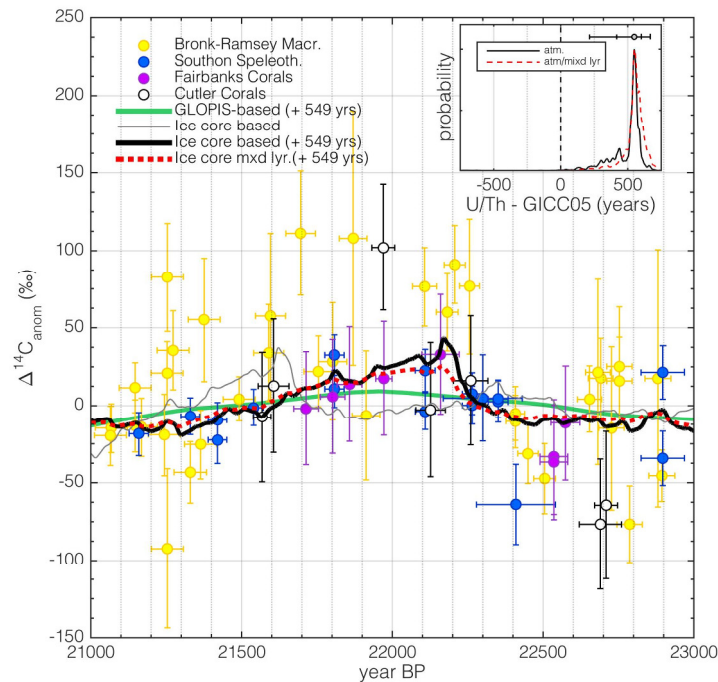 250
200
150
100
50
0
-50
-100
-150
Δ¹⁴C_anom (‰)
Bronk-Ramsey Macr.
Southon Speleoth.
Fairbanks Corals
Cutler Corals
GLOPIS-based (+ 549 yrs)
Ice core based
Ice core based (+ 549 yrs)
Ice core mxd lyr.(+ 549 yrs)
probability
atm.
atm/mixd lyr
-500 0 500
U/Th - GICC05 (years)
21000 21500 22000 22500 23000
year BP